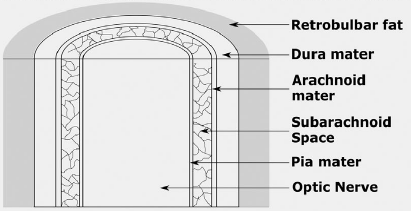 Retrobulbar fat
Dura mater
Arachnoid
mater
Subarachnoid
Space
Pia mater
Optic Nerve